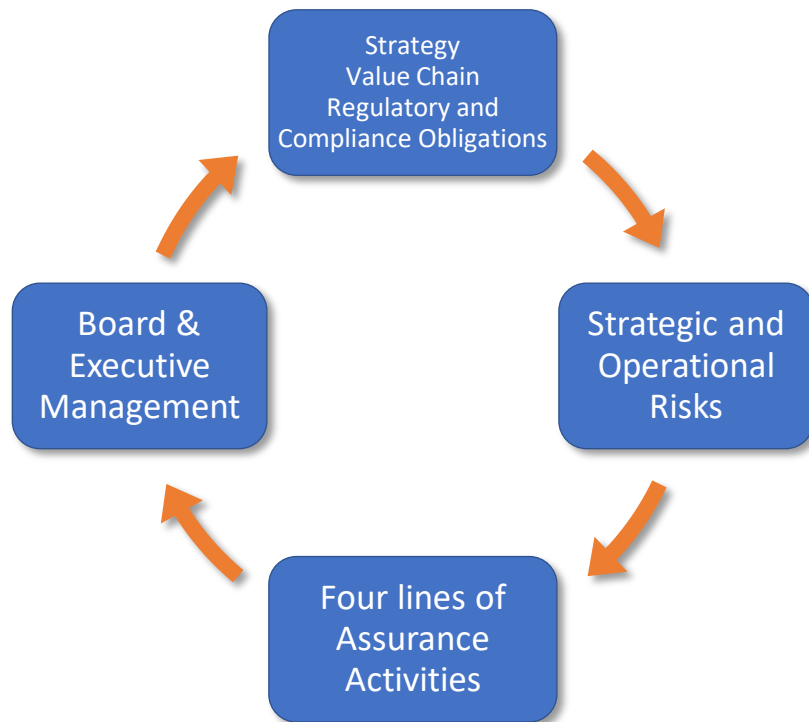 Strategy
Value Chain
Regulatory and
Compliance Obligations
Board &
Executive
Management
Strategic and
Operational
Risks
Four lines of
Assurance
Activities